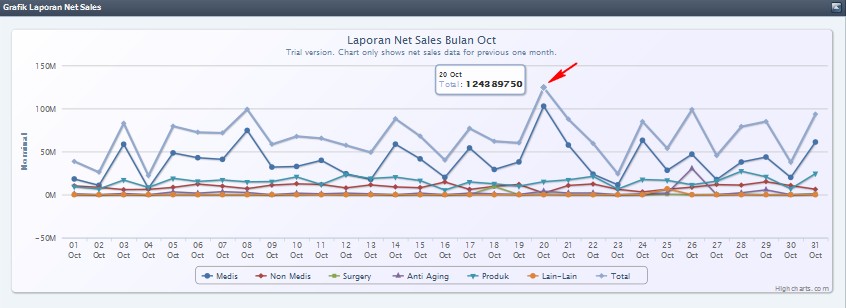 Grafik Laporan Net Sales
Laporan Net Sales Bulan Oct
Trial version. Chart only shows net sales data for previous one month.
20 Oct
Total: 124389750
Nominal
150M
100M
50M
0M
−50M
01 02 03 04 05 06 07 08 09 10 11 12 13 14 15 16 17 18 19 20 21 22 23 24 25 26 27 28 29 30 31
Oct Oct Oct Oct Oct Oct Oct Oct Oct Oct Oct Oct Oct Oct Oct Oct Oct Oct Oct Oct Oct Oct Oct Oct Oct Oct Oct Oct Oct Oct Oct
Medis Non Medis Surgery Anti Aging Produk Lain-Lain Total
Highcharts.com